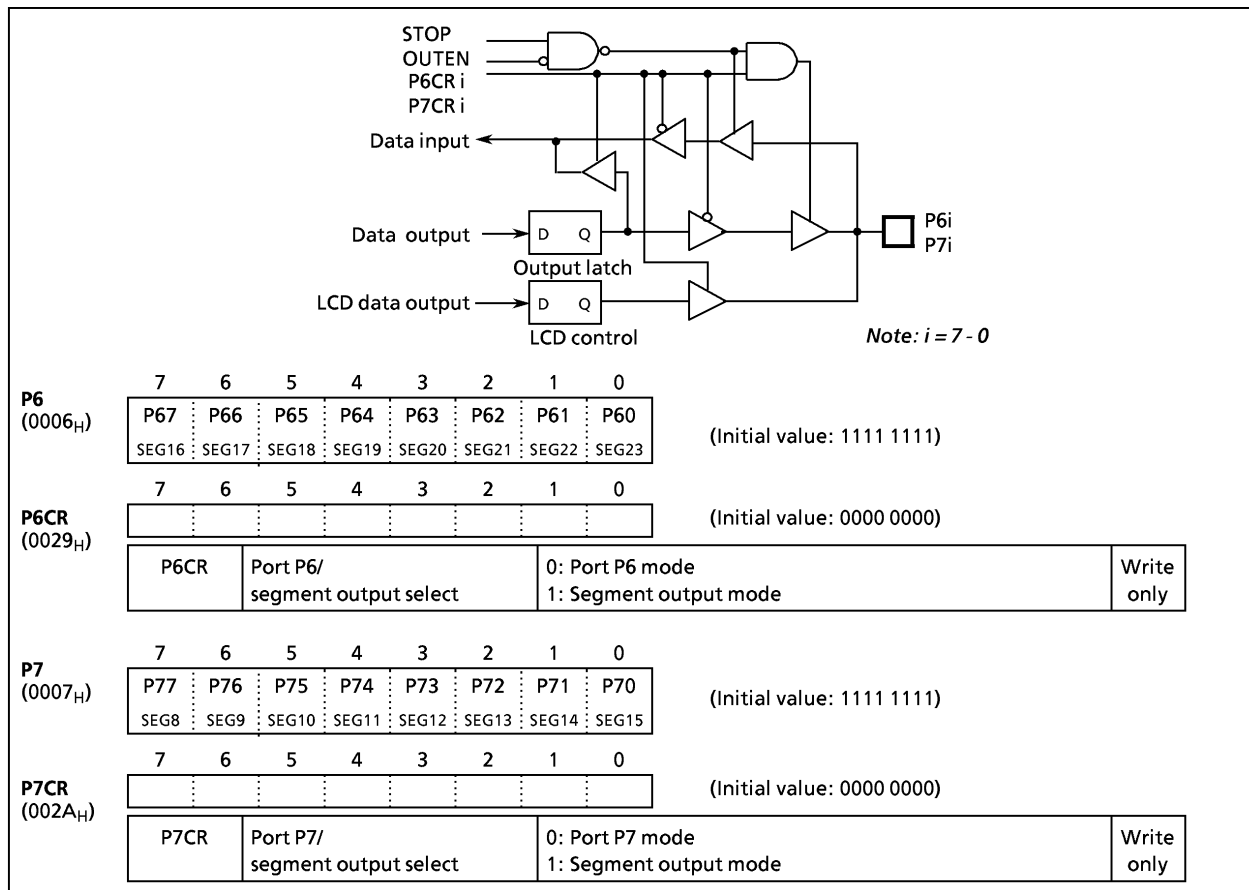 STOP
OUTEN
P6CR i
P7CR i
Data input
Data output
D Q
Output latch
LCD data output
D Q
LCD control
P6i
P7i
Note: i = 7 - 0
7 6 5 4 3 2 1 0
P6
(0006H)
P67 P66 P65 P64 P63 P62 P61 P60
SEG16 SEG17 SEG18 SEG19 SEG20 SEG21 SEG22 SEG23
(Initial value: 1111 1111)
7 6 5 4 3 2 1 0
P6CR
(0029H)
(Initial value: 0000 0000)
P6CR
Port P6/
segment output select
0: Port P6 mode
1: Segment output mode
Write
only
7 6 5 4 3 2 1 0
P7
(0007H)
P77 P76 P75 P74 P73 P72 P71 P70
SEG8 SEG9 SEG10 SEG11 SEG12 SEG13 SEG14 SEG15
(Initial value: 1111 1111)
7 6 5 4 3 2 1 0
P7CR
(002AH)
(Initial value: 0000 0000)
P7CR
Port P7/
segment output select
0: Port P7 mode
1: Segment output mode
Write
only